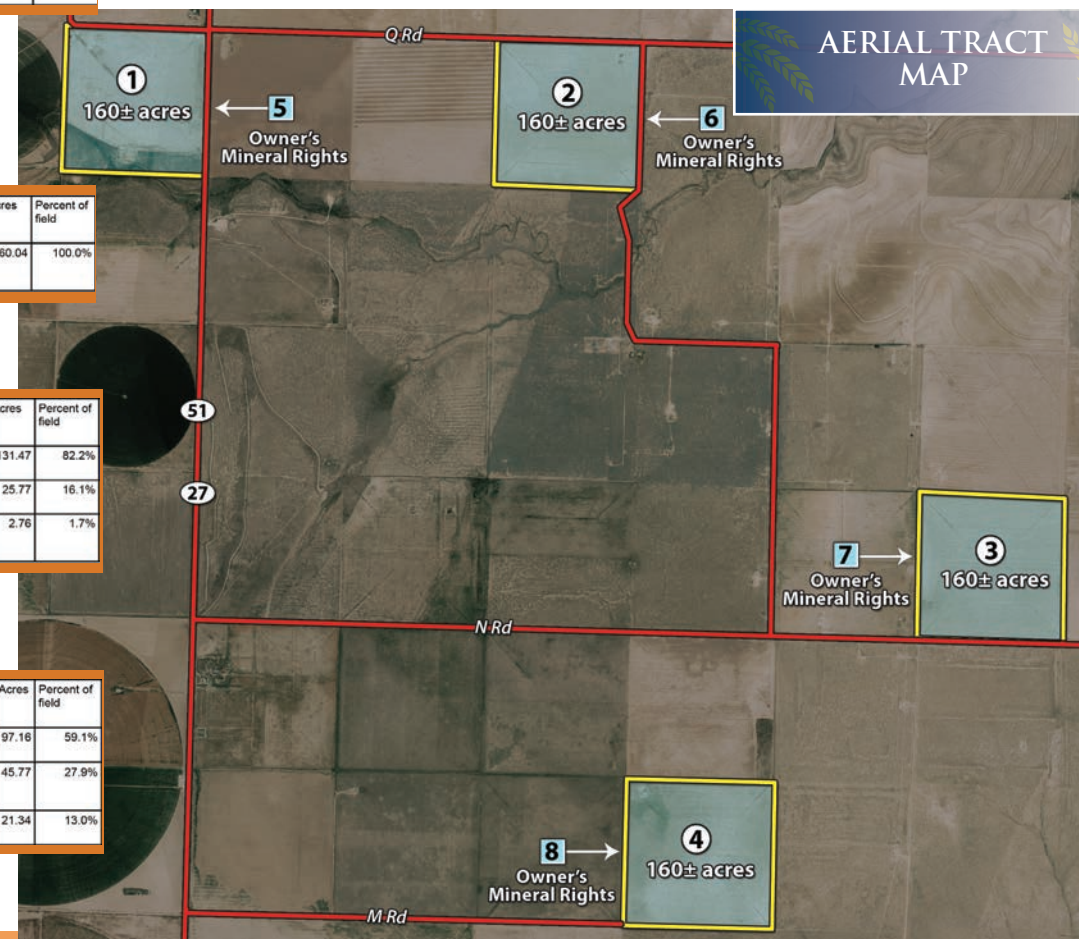 AERIAL TRACT
MAP
Q Rd
1
160± acres
5
Owner's
Mineral Rights
2
160± acres
6
Owner's
Mineral Rights
Percent of
field
60.04 100.0%
51
27
Percent of
field
131.47 82.2%
25.77 16.1%
2.76 1.7%
7
Owner's
Mineral Rights
3
160± acres
N Rd
Acres Percent of
field
97.16 59.1%
45.77 27.9%
21.34 13.0%
8
Owner's
Mineral Rights
4
160± acres
M Rd